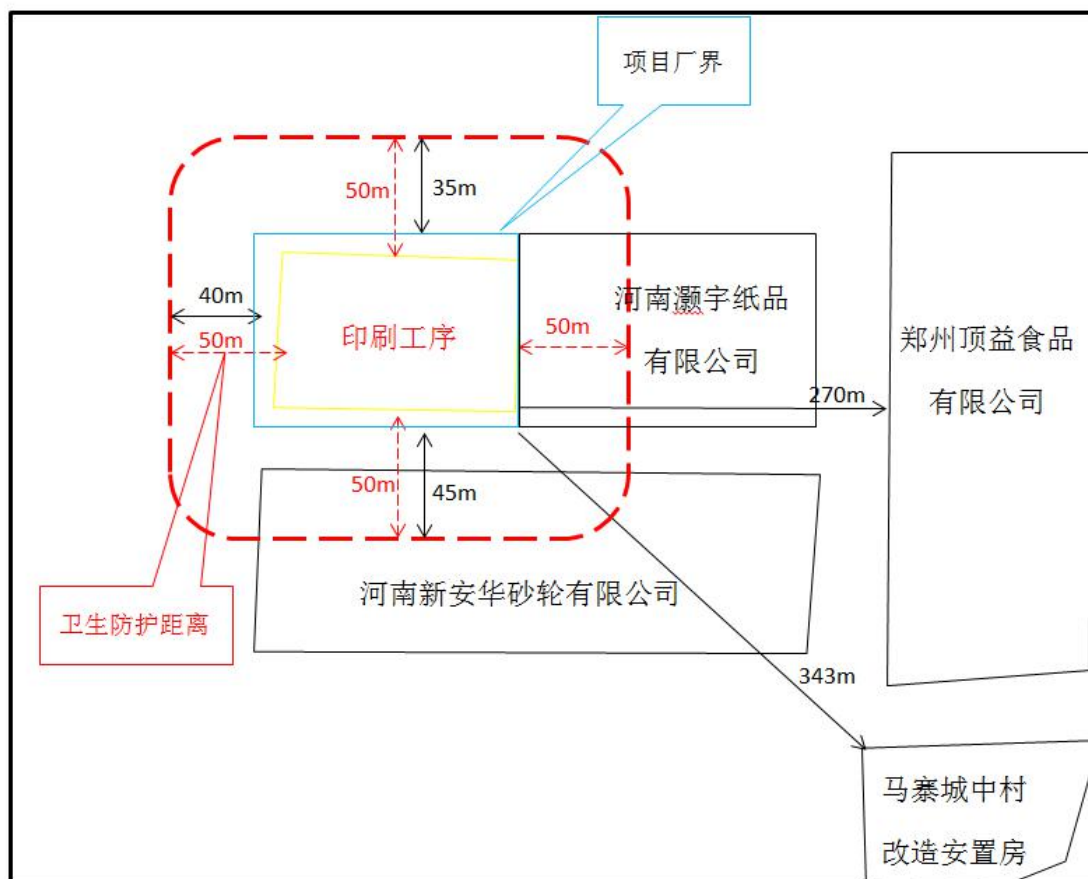 项目厂界
50m
35m
40m
50m
印刷工序
50m
河南灏宇纸品
有限公司
郑州顶益食品
有限公司
270m
50m
45m
河南新安华砂轮有限公司
卫生防护距离
343m
马寨城中村
改造安置房